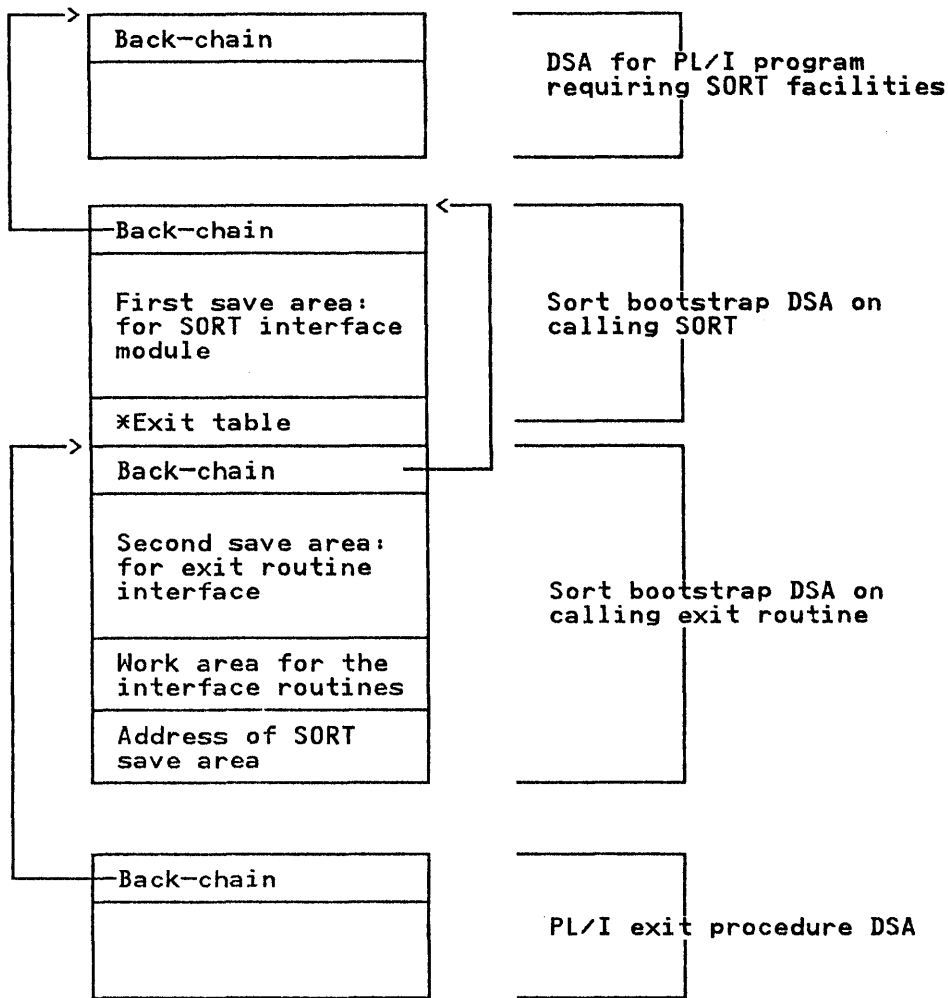 Back-chain
DSA for PL/I program
requiring SORT facilities
Back-chain
First save area:
for SORT interface
module
Sort bootstrap DSA on
calling SORT
*Exit table
Back-chain
Second save area:
for exit routine
interface
Sort bootstrap DSA on
calling exit routine
Work area for the
interface routines
Address of SORT
save area
Back-chain
PL/I exit procedure DSA